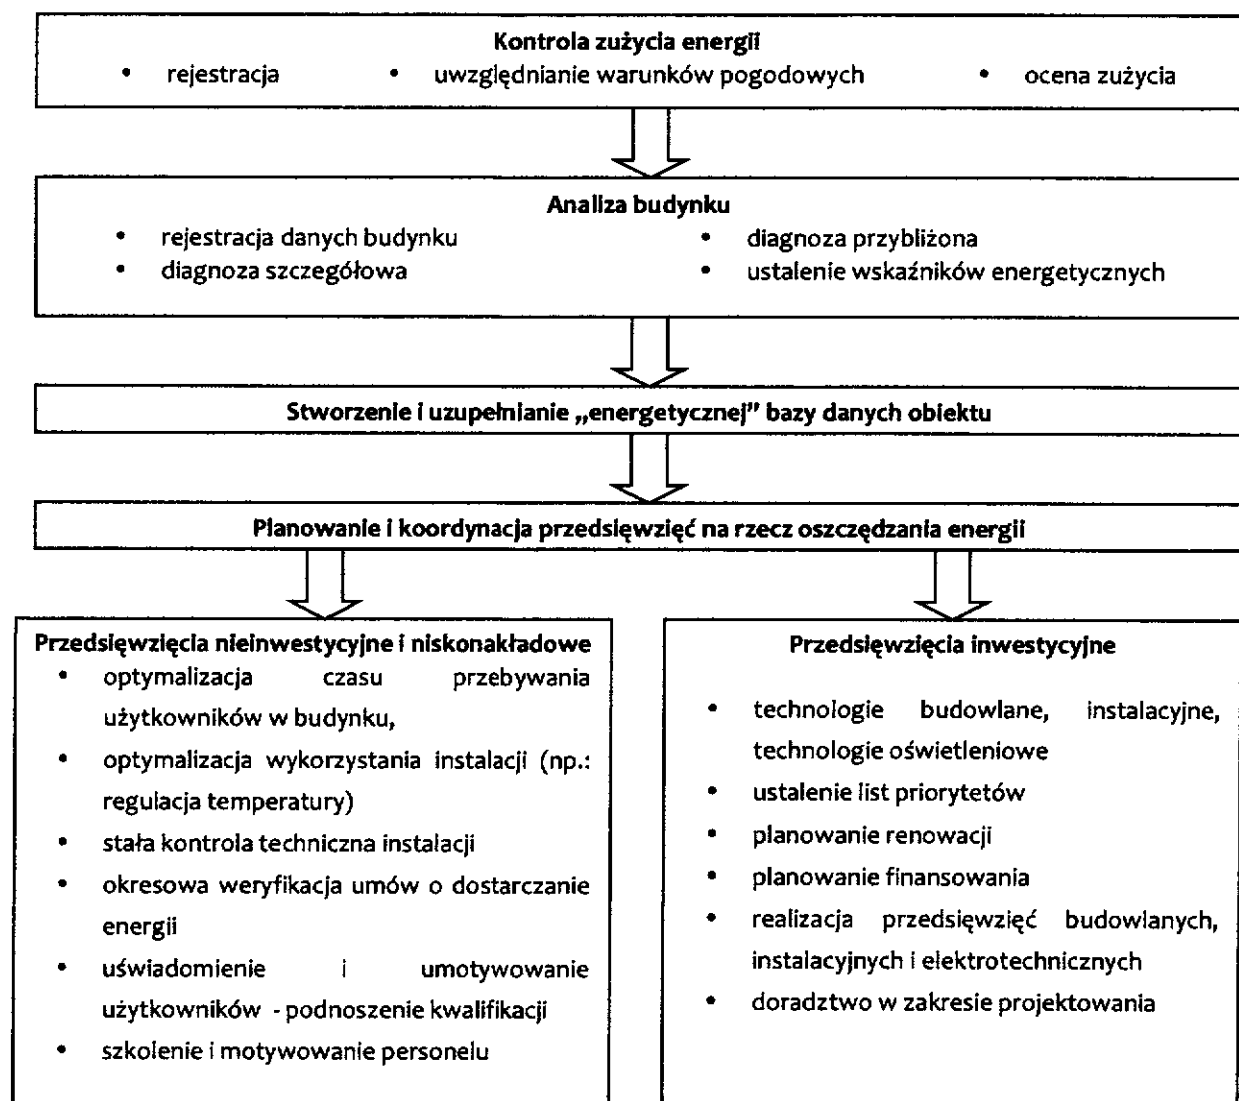 Kontrola zużycia energii
• rejestracja • uwzględnianie warunków pogodowych • ocena zużycia
Analiza budynku
• rejestracja danych budynku • diagnoza przybliżona
• diagnoza szczegółowa • ustalenie wskaźników energetycznych
Stworzenie i uzupełnianie „energetycznej” bazy danych obiektu
Planowanie i koordynacja przedsięwzięć na rzecz oszczędzania energii
Przedsięwzięcia nieinwestycyjne i niskonakładowe
• optymalizacja czasu przebywania
użytkowników w budynku,
• optymalizacja wykorzystania instalacji (np.:
regulacja temperatury)
• stała kontrola techniczna instalacji
• okresowa weryfikacja umów o dostarczanie
energii
• uświadomienie i umotywowanie
użytkowników - podnoszenie kwalifikacji
• szkolenie i motywowanie personelu
Przedsięwzięcia inwestycyjne
• technologie budowlane, instalacyjne,
technologie oświetleniowe
• ustalenie list priorytetów
• planowanie renowacji
• planowanie finansowania
• realizacja przedsięwzięć budowlanych,
instalacyjnych i elektrotechnicznych
• doradztwo w zakresie projektowania